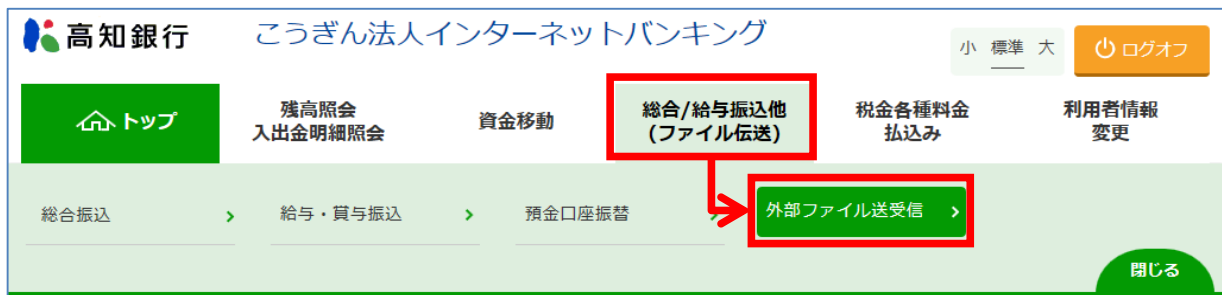 高知銀行
こうぎん法人インターネットバンキング
小 標準 大
ログオフ
トップ
残高照会
入出金明細照会
資金移動
総合/給与振込他
(ファイル伝送)
税金各種料金
払込み
利用者情報
変更
総合振込
給与・賞与振込
預金口座振替
外部ファイル送受信
閉じる